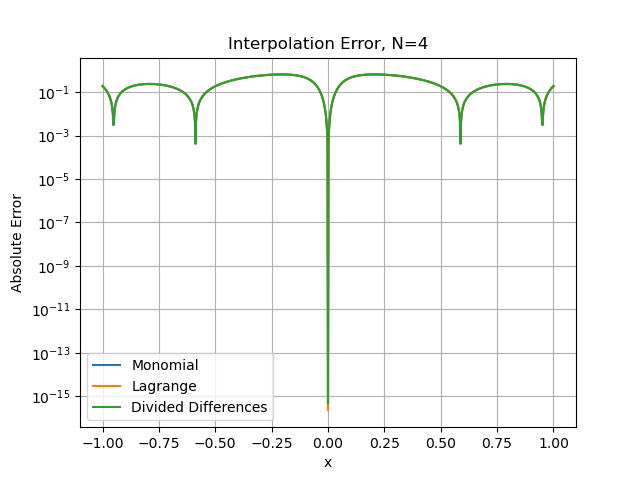 Interpolation Error, N=4
Absolute Error
10⁻¹
10⁻³
10⁻⁵
10⁻⁷
10⁻⁹
10⁻¹¹
10⁻¹³
10⁻¹⁵
Monomial
Lagrange
Divided Differences
−1.00 −0.75 −0.50 −0.25 0.00 0.25 0.50 0.75 1.00
x